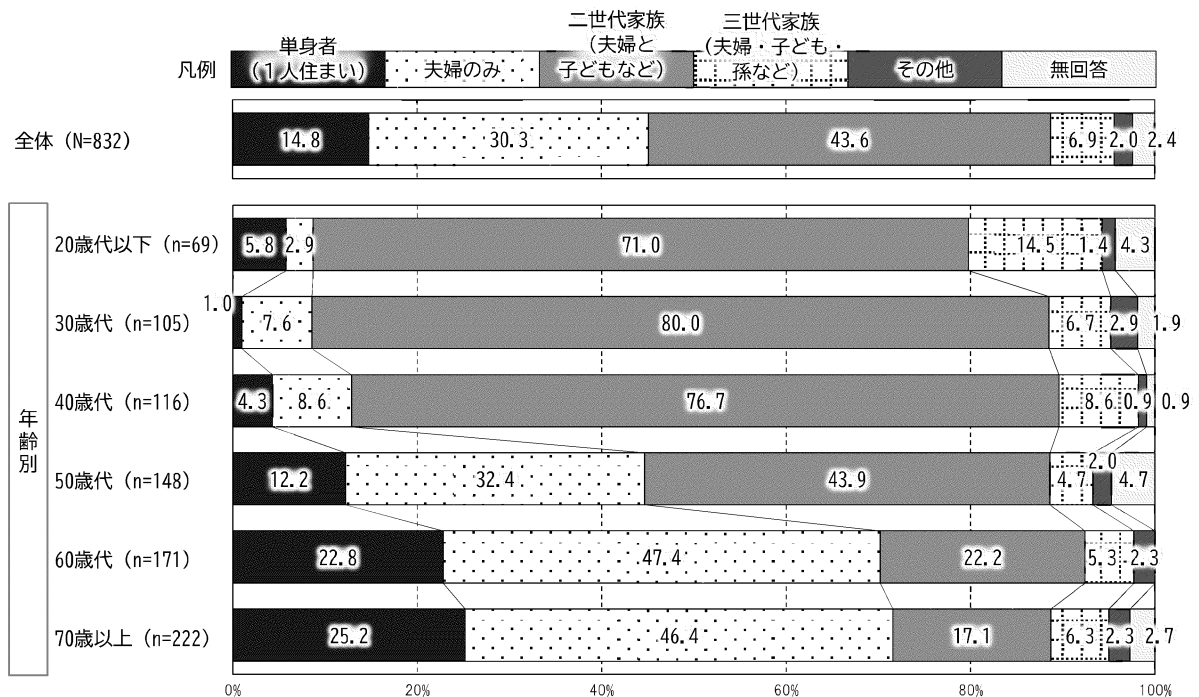 凡例
単身者
（１人住まい）
夫婦のみ
二世代家族
（夫婦と
子どもなど）
三世代家族
（夫婦・子ども・
孫など）
その他
無回答
全体（N=832）
14.8 30.3 43.6 6.9 2.0 2.4
年齢別
20歳代以下（n=69）
5.8 2.9 71.0 14.5 1.4 4.3
30歳代（n=105）
1.0 7.6 80.0 6.7 2.9 1.9
40歳代（n=116）
4.3 8.6 76.7 8.6 0.9 0.9
50歳代（n=148）
12.2 32.4 43.9 4.7 2.0 4.7
60歳代（n=171）
22.8 47.4 22.2 5.3 2.3
70歳以上（n=222）
25.2 46.4 17.1 6.3 2.3 2.7
0% 20% 40% 60% 80% 100%